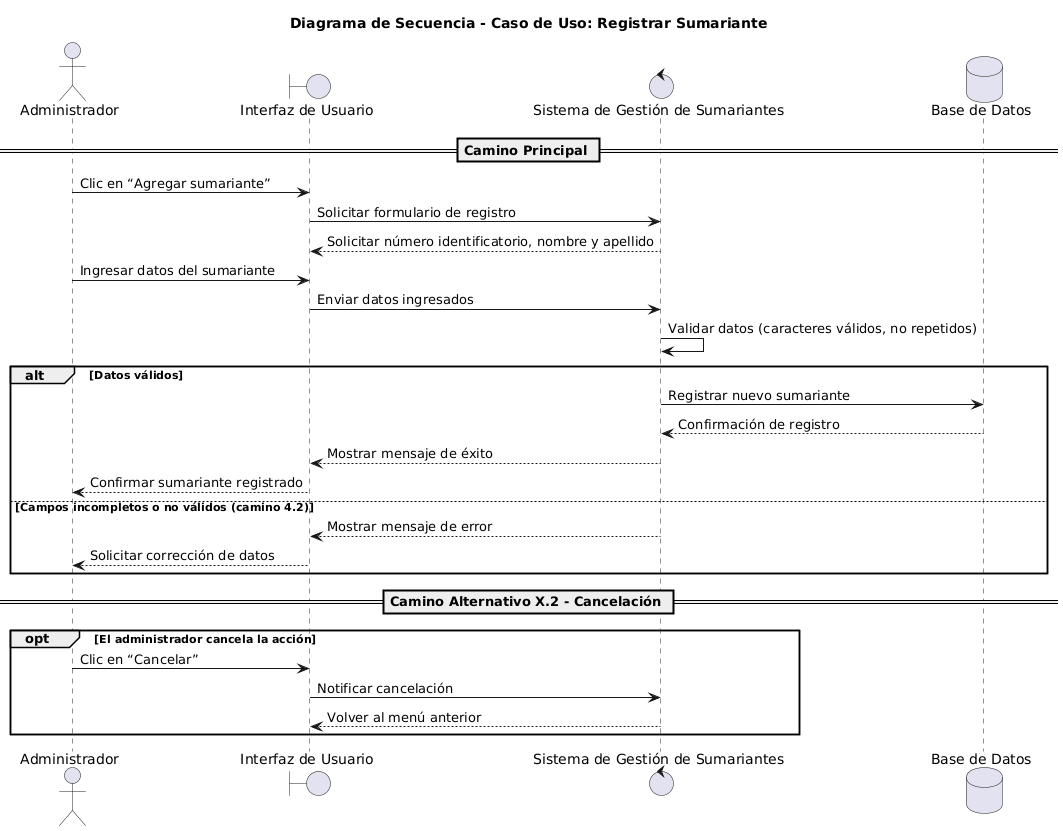 Diagrama de Secuencia - Caso de Uso: Registrar Sumariante
Administrador
Interfaz de Usuario
Sistema de Gestión de Sumariantes
Base de Datos
Camino Principal
Clic en “Agregar sumariante”
Solicitar formulario de registro
Solicitar número identificatorio, nombre y apellido
Ingresar datos del sumariante
Enviar datos ingresados
Validar datos (caracteres válidos, no repetidos)
alt
[Datos válidos]
Registrar nuevo sumariante
Confirmación de registro
Mostrar mensaje de éxito
Confirmar sumariante registrado
[Campos incompletos o no válidos (camino 4.2)]
Mostrar mensaje de error
Solicitar corrección de datos
Camino Alternativo X.2 - Cancelación
opt
[El administrador cancela la acción]
Clic en “Cancelar”
Notificar cancelación
Volver al menú anterior
Administrador
Interfaz de Usuario
Sistema de Gestión de Sumariantes
Base de Datos